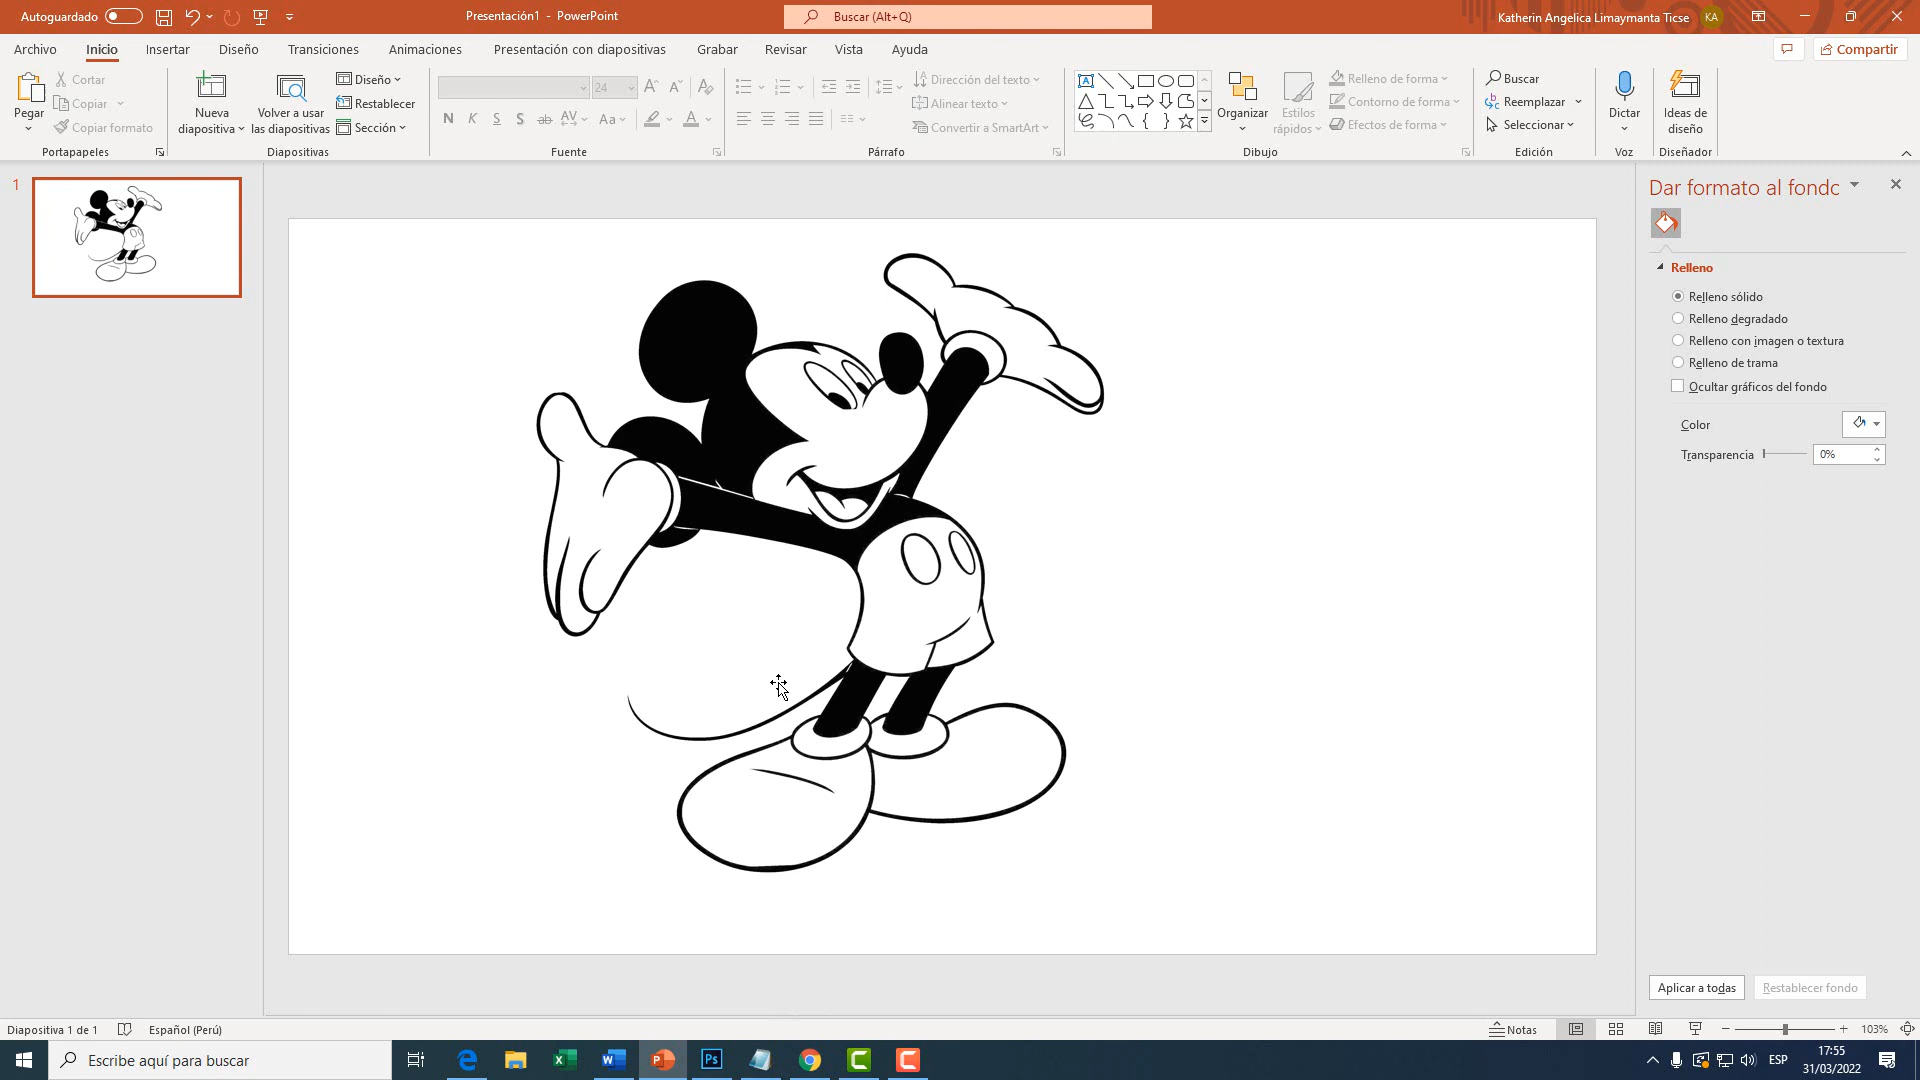 Autoguardado
Presentación1 - PowerPoint
Buscar (Alt+Q)
Katherin Angelica Limaymanta Ticse KA
Archivo Inicio Insertar Diseño Transiciones Animaciones Presentación con diapositivas Grabar Revisar Vista Ayuda
Compartir
Pegar
Cortar
Copiar
Copiar formato
Portapapeles
Nueva
diapositiva
Volver a usar
las diapositivas
Diseño
Restablecer
Sección
Diapositivas
24
N K S S ab AV Aa A
Fuente
Dirección del texto
Alinear texto
Convertir a SmartArt
Párrafo
Organizar
Estilos
rápidos
Relleno de forma
Contorno de forma
Efectos de forma
Dibujo
Buscar
Reemplazar
Seleccionar
Edición
Dictar
Voz
Ideas de
diseño
Diseñador
1
Dar formato al fondo
Relleno
Relleno sólido
Relleno degradado
Relleno con imagen o textura
Relleno de trama
Ocultar gráficos del fondo
Color
Transparencia 0%
Aplicar a todas
Restablecer fondo
Diapositiva 1 de 1
Español (Perú)
Notas
103%
Escribe aquí para buscar
ESP
17:55
31/03/2022